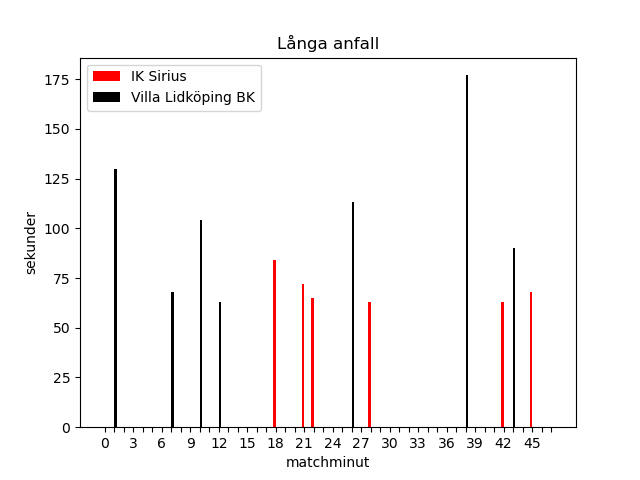 Långa anfall
IK Sirius
Villa Lidköping BK
sekunder
175
150
125
100
75
50
25
0
0 3 6 9 12 15 18 21 24 27 30 33 36 39 42 45
matchminut